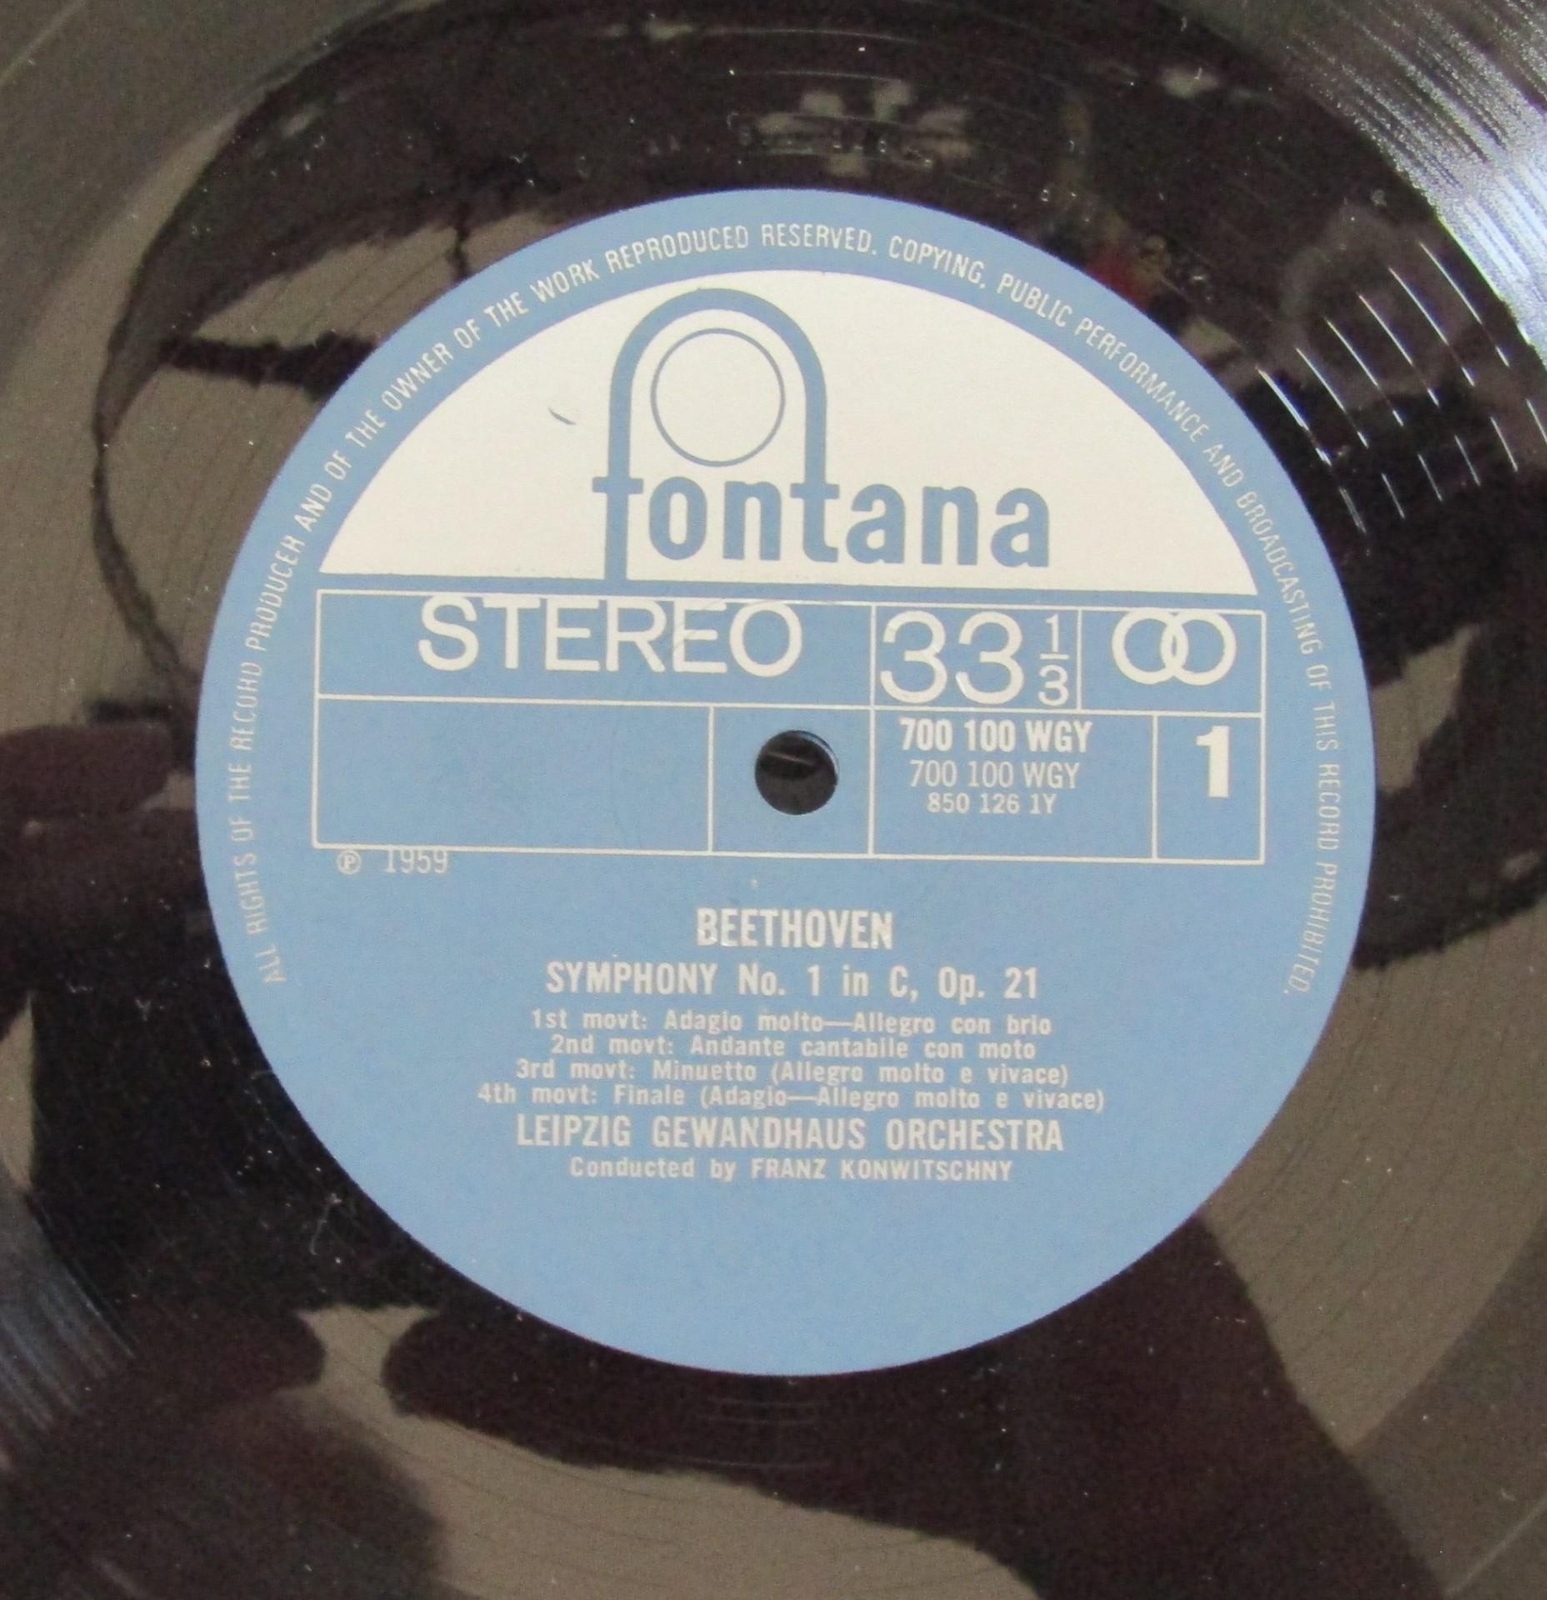 ALL RIGHTS OF THE RECORD PRODUCER AND OF THE OWNER OF THE WORK REPRODUCED RESERVED. COPYING, PUBLIC PERFORMANCE AND BROADCASTING OF THIS RECORD PROHIBITED.
fontana
STEREO 33 1/3
700 100 WGY 1
700 100 WGY
850 126 1Y
℗ 1959
BEETHOVEN
SYMPHONY No. 1 in C, Op. 21
1st movt: Adagio molto—Allegro con brio
2nd movt: Andante cantabile con moto
3rd movt: Minuetto (Allegro molto e vivace)
4th movt: Finale (Adagio—Allegro molto e vivace)
LEIPZIG GEWANDHAUS ORCHESTRA
Conducted by FRANZ KONWITSCHNY